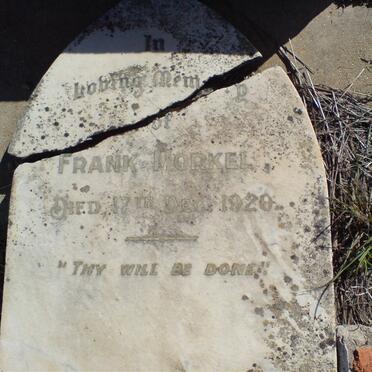 In
Loving Memory
of
FRANK MORKEL
DIED 17TH DEC. 1920.
"THY WILL BE DONE."